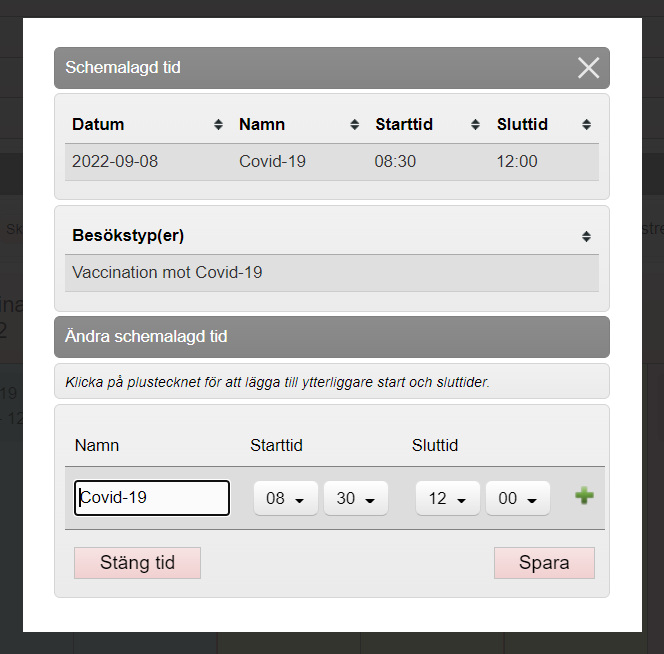 Schemalagd tid
Datum Namn Starttid Sluttid
2022-09-08 Covid-19 08:30 12:00
Besökstyp(er)
Vaccination mot Covid-19
Ändra schemalagd tid
Klicka på plustecknet för att lägga till ytterliggare start och sluttider.
Namn Starttid Sluttid
Covid-19 08 30 12 00
Stäng tid Spara